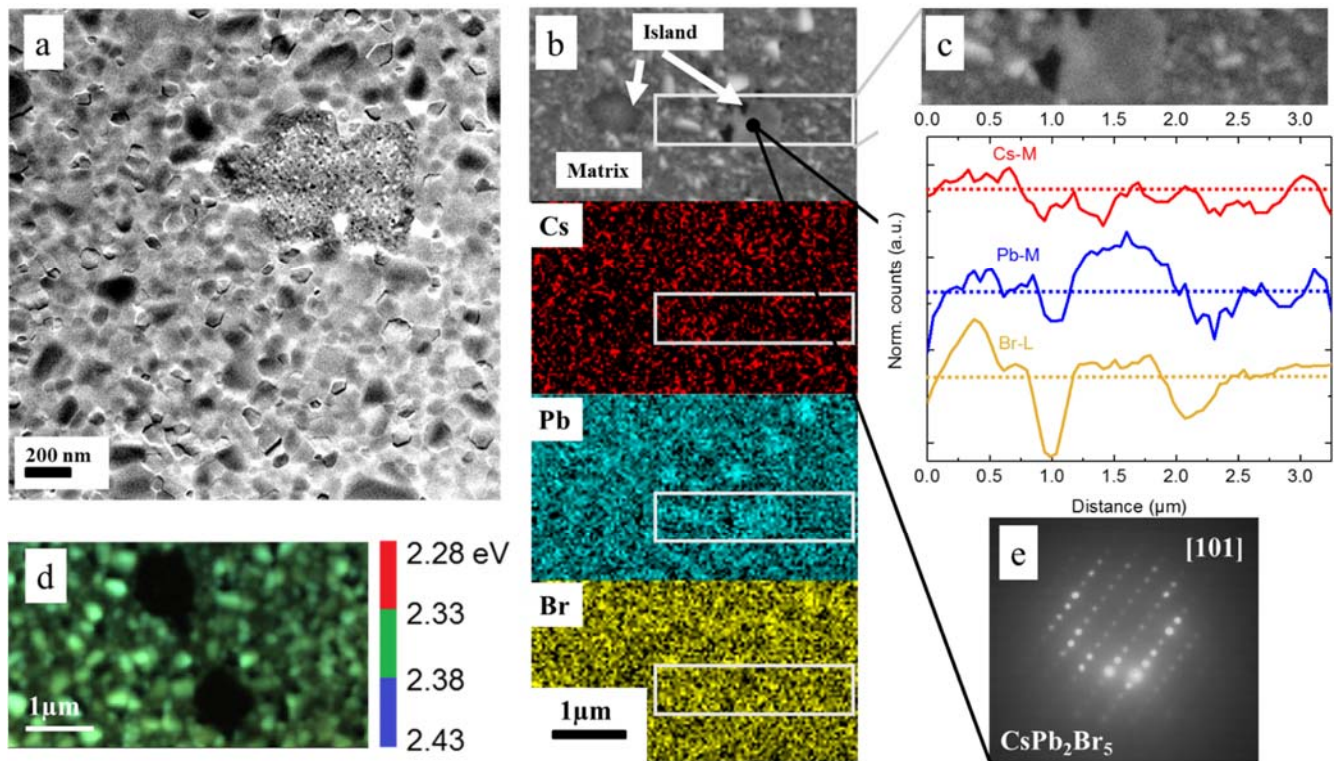 a
200 nm
b
Island
Matrix
Cs
Pb
Br
1µm
c
0.0 0.5 1.0 1.5 2.0 2.5 3.0
Cs-M
Pb-M
Br-L
Norm. counts (a.u.)
0.0 0.5 1.0 1.5 2.0 2.5 3.0
Distance (µm)
d
1µm
2.28 eV
2.33
2.38
2.43
e
[101]
CsPb₂Br₅